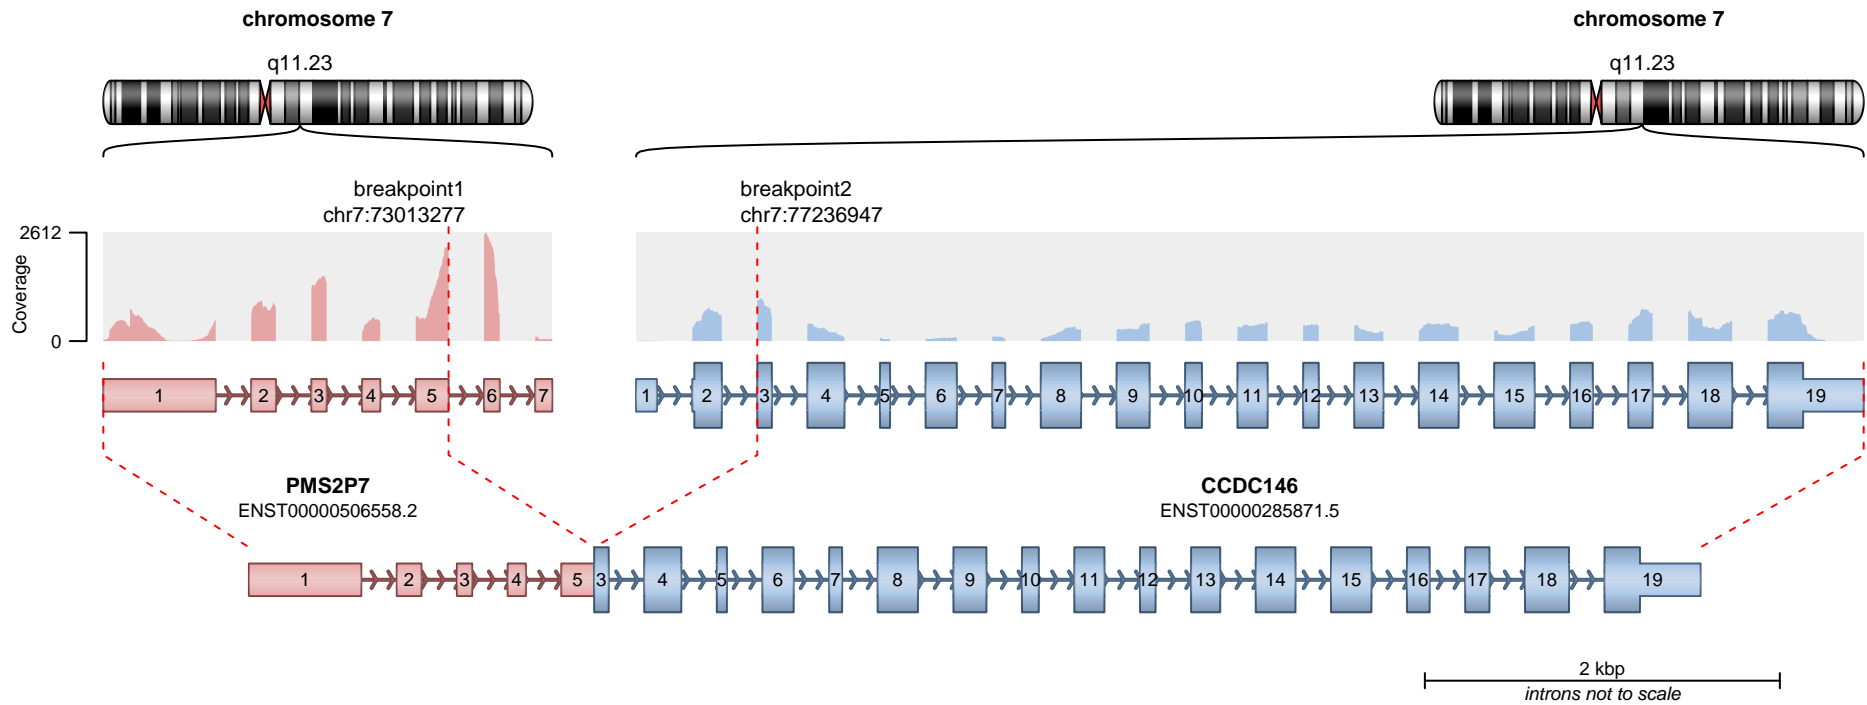 chromosome 7
chromosome 7
q11.23
q11.23
breakpoint1
chr7:73013277
breakpoint2
chr7:77236947
2612
Coverage
0
1 2 3 4 5 6 7
1 2 3 4 5 6 7 8 9 10 11 12 13 14 15 16 17 18 19
PMS2P7
ENST00000506558.2
CCDC146
ENST00000285871.5
1 2 3 4 5 3 4 5 6 7 8 9 10 11 12 13 14 15 16 17 18 19
2 kbp
introns not to scale